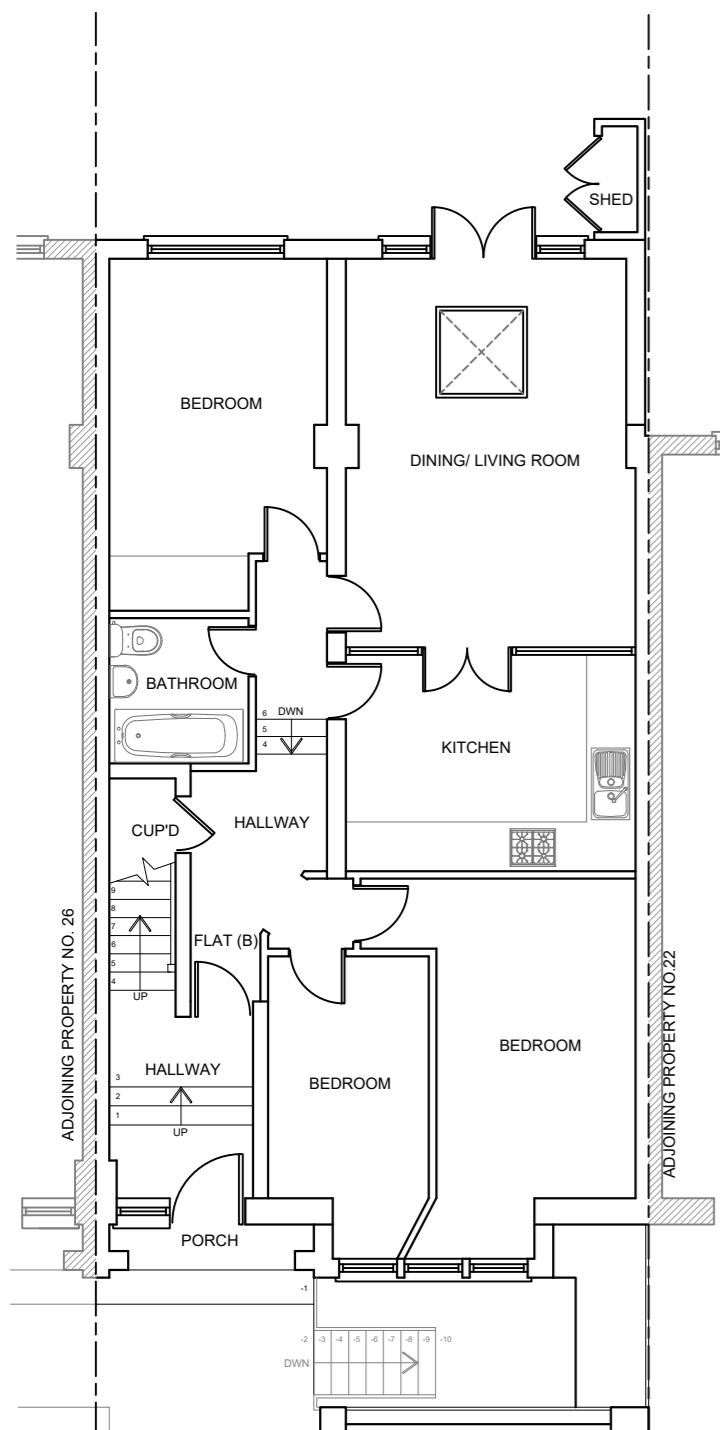 SHED
BEDROOM
DINING/ LIVING ROOM
BATHROOM
6 DWN
5
4
KITCHEN
HALLWAY
CUP'D
9
8
7
6
5
4
UP
FLAT (B)
ADJOINING PROPERTY NO. 26
ADJOINING PROPERTY NO.22
HALLWAY
3
2
1
UP
BEDROOM
BEDROOM
PORCH
-1
-2 -3 -4 -5 -6 -7 -8 -9 -10
DWN